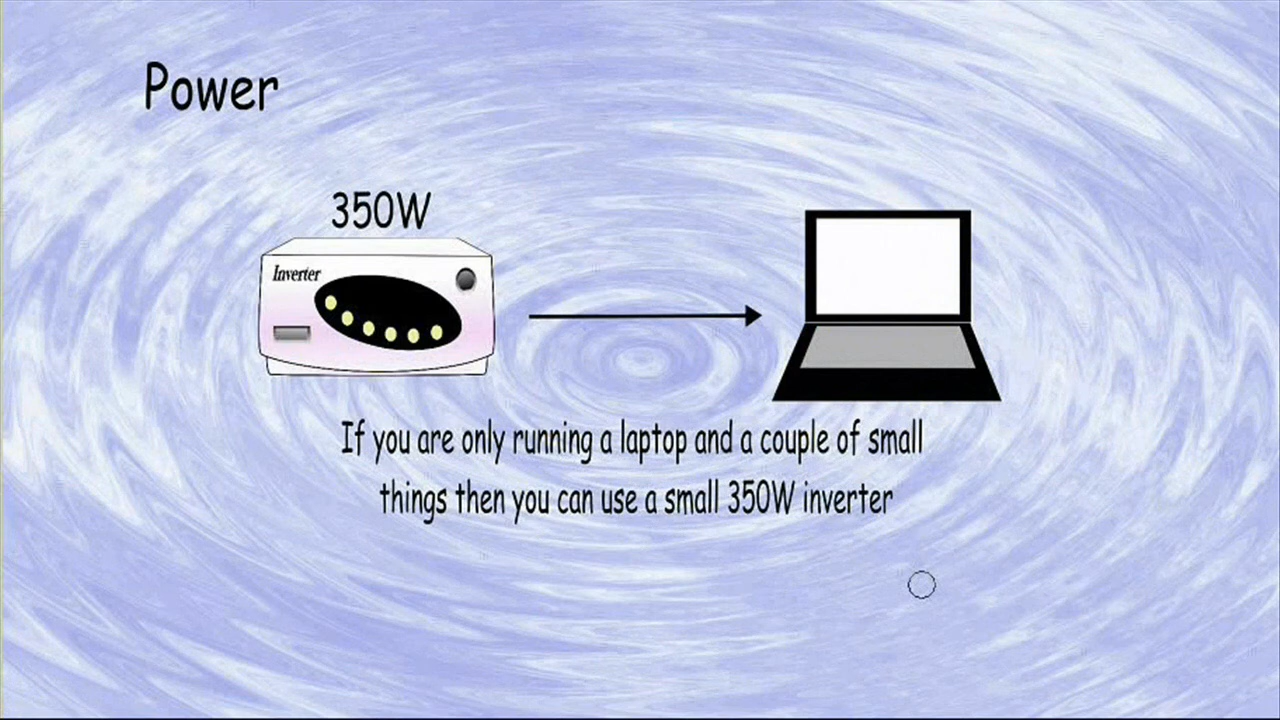 Power
350W
Inverter
If you are only running a laptop and a couple of small
things then you can use a small 350W inverter